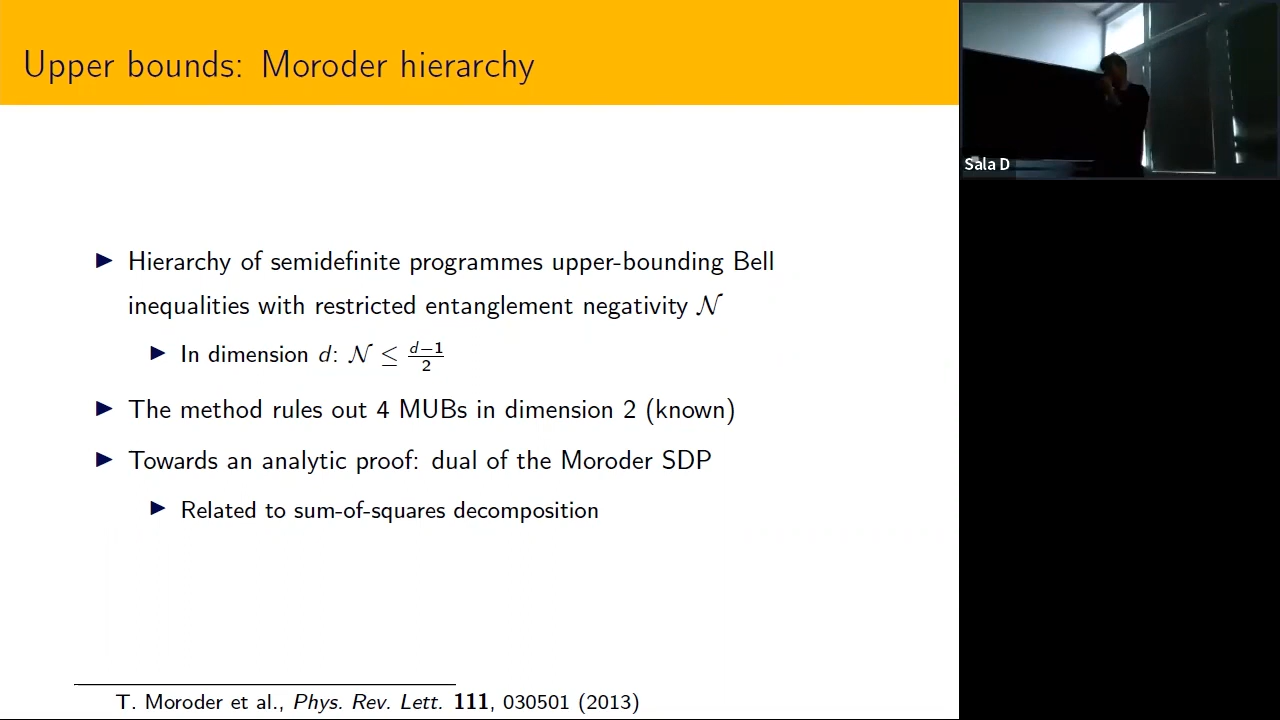 Upper bounds: Moroder hierarchy
Sala D
▶ Hierarchy of semidefinite programmes upper-bounding Bell
inequalities with restricted entanglement negativity 𝒩
▶ In dimension d: 𝒩 ≤ (d−1)/2
▶ The method rules out 4 MUBs in dimension 2 (known)
▶ Towards an analytic proof: dual of the Moroder SDP
▶ Related to sum-of-squares decomposition
T. Moroder et al., Phys. Rev. Lett. 111, 030501 (2013)